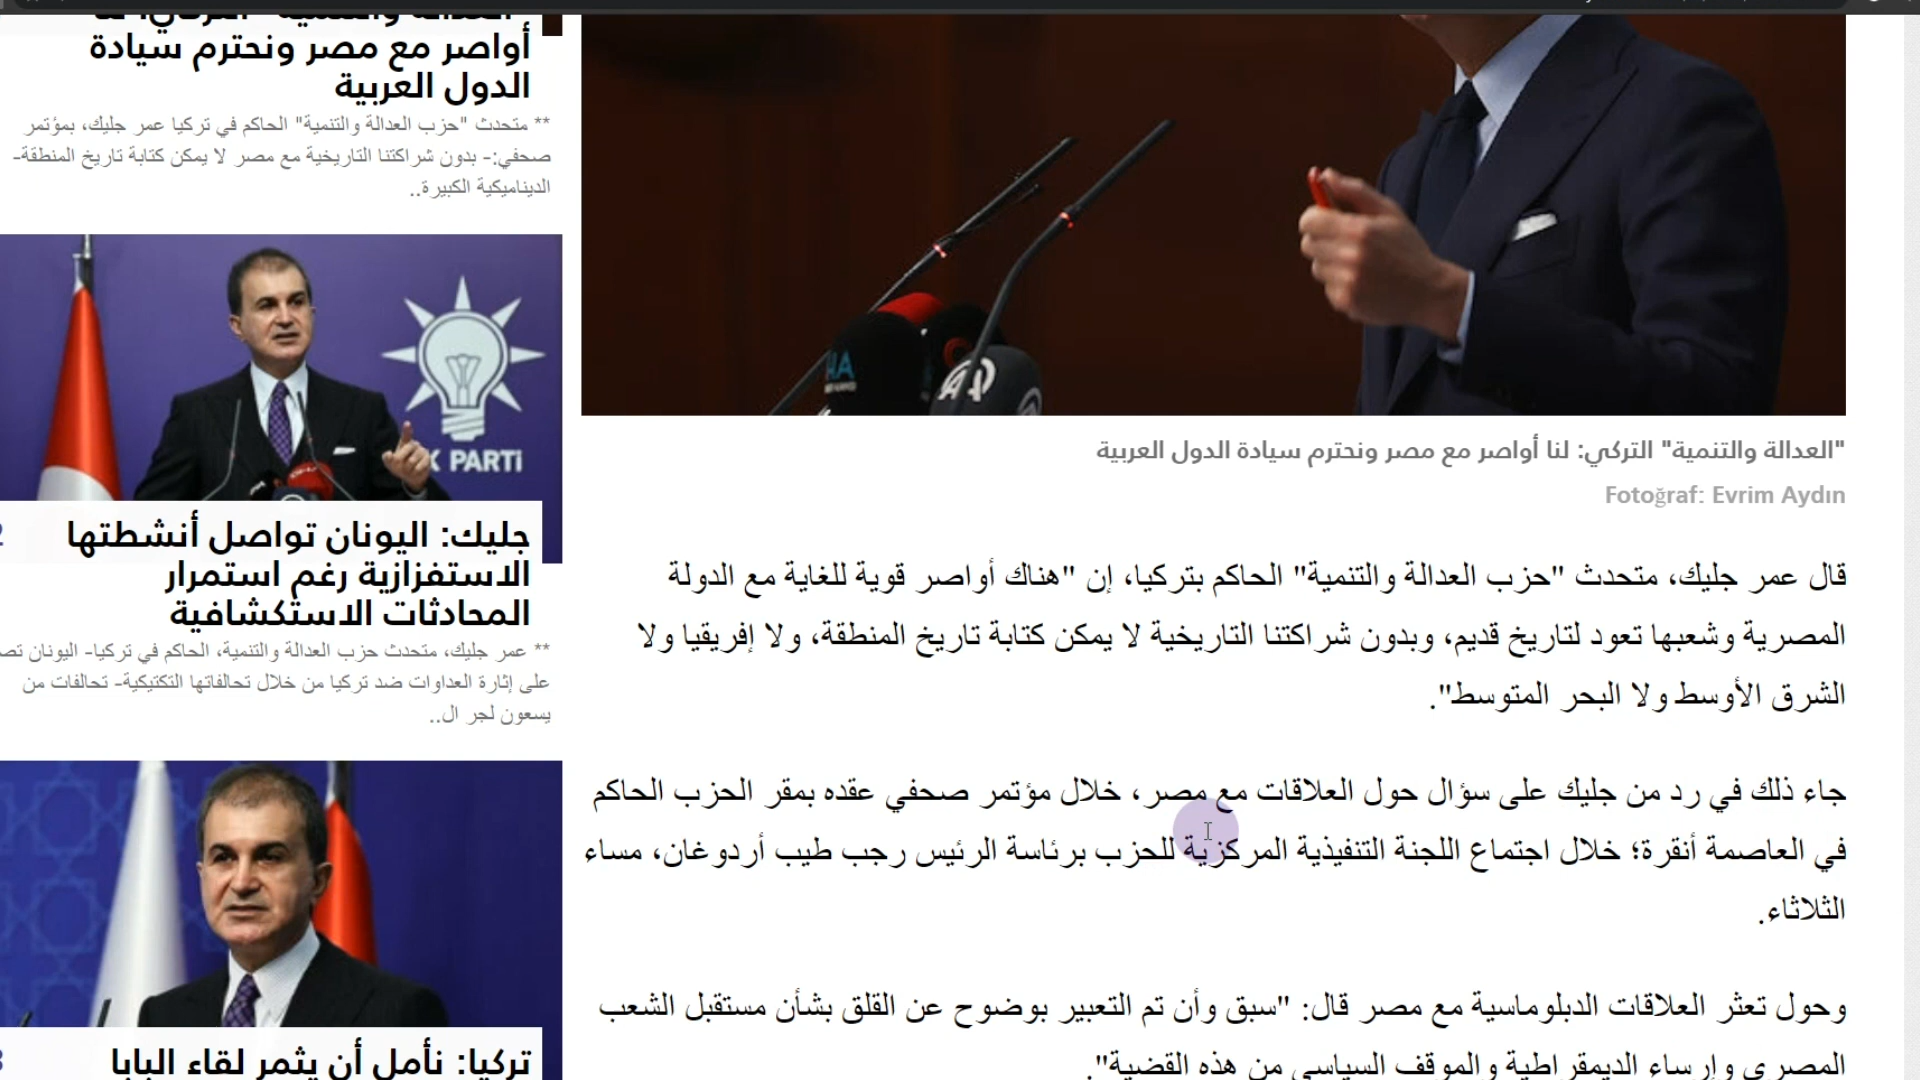 "العدالة والتنمية" التركي: لنا أواصر مع مصر ونحترم سيادة الدول العربية
Fotoğraf: Evrim Aydın
قال عمر جليك، متحدث "حزب العدالة والتنمية" الحاكم بتركيا، إن "هناك أواصر قوية للغاية مع الدولة
المصرية وشعبها تعود لتاريخ قديم، وبدون شراكتنا التاريخية لا يمكن كتابة تاريخ المنطقة، ولا إفريقيا ولا
الشرق الأوسط ولا البحر المتوسط".
جاء ذلك في رد من جليك على سؤال حول العلاقات مع مصر، خلال مؤتمر صحفي عقده بمقر الحزب الحاكم
في العاصمة أنقرة؛ خلال اجتماع اللجنة التنفيذية المركزية للحزب برئاسة الرئيس رجب طيب أردوغان، مساء
الثلاثاء.
وحول تعثر العلاقات الدبلوماسية مع مصر قال: "سبق وأن تم التعبير بوضوح عن القلق بشأن مستقبل الشعب
المصري وإرساء الديمقراطية والموقف السياسي من هذه القضية".
أواصر مع مصر ونحترم سيادة
الدول العربية
** متحدث "حزب العدالة والتنمية" الحاكم في تركيا عمر جليك، بمؤتمر
صحفي:- بدون شراكتنا التاريخية مع مصر لا يمكن كتابة تاريخ المنطقة-
الديناميكية الكبيرة..
K PARTİ
جليك: اليونان تواصل أنشطتها
الاستفزازية رغم استمرار
المحادثات الاستكشافية
** عمر جليك، متحدث حزب العدالة والتنمية، الحاكم في تركيا- اليونان تص
على إثارة العداوات ضد تركيا من خلال تحالفاتها التكتيكية- تحالفات من
يسعون لجر ال..
تركيا: نأمل أن يثمر لقاء البابا